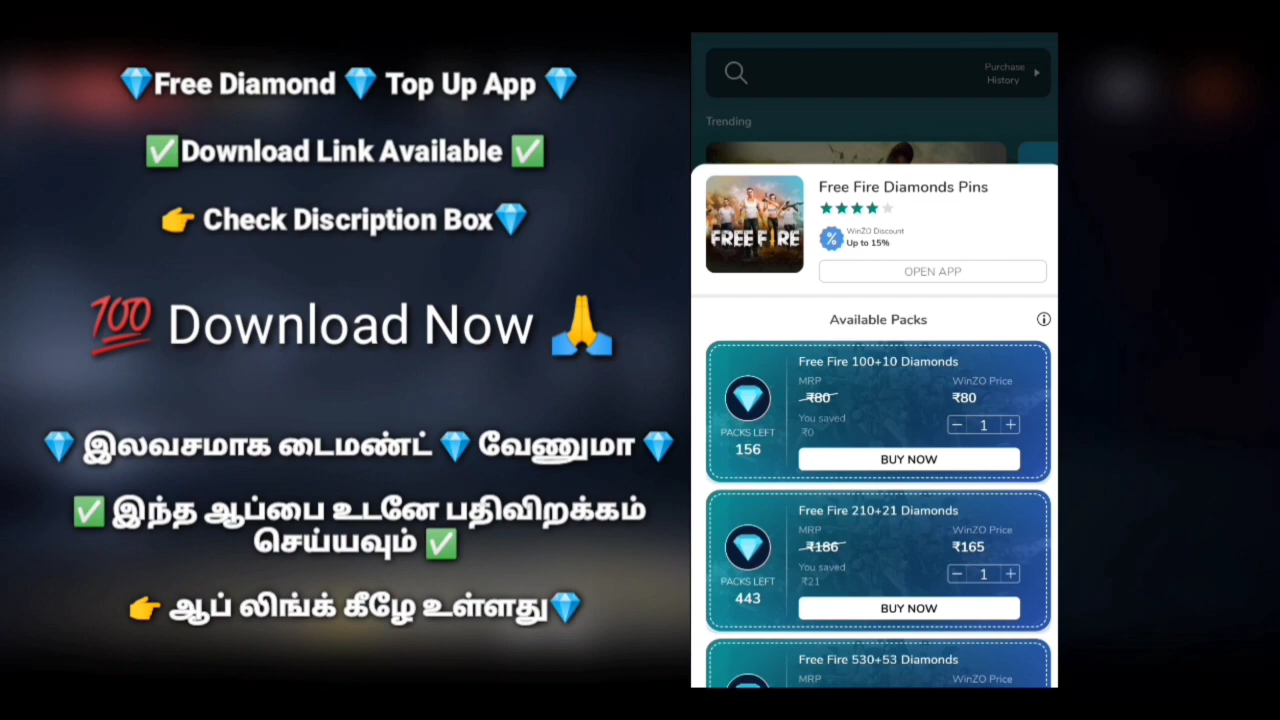 💎Free Diamond 💎 Top Up App 💎
✅Download Link Available ✅
👉 Check Discription Box💎
💯 Download Now 🙏
💎 இலவசமாக டைமண்ட் 💎 வேணுமா 💎
✅ இந்த ஆப்பை உடனே பதிவிறக்கம்
செய்யவும் ✅
👉 ஆப் லிங்க் கீழே உள்ளது💎
Purchase
History
Trending
FREE FIRE
Free Fire Diamonds Pins
WinZO Discount
Up to 15%
OPEN APP
Available Packs
Free Fire 100+10 Diamonds
MRP WinZO Price
₹80 ₹80
You saved
₹0
- 1 +
PACKS LEFT
156
BUY NOW
Free Fire 210+21 Diamonds
MRP WinZO Price
₹186 ₹165
You saved
₹21
- 1 +
PACKS LEFT
443
BUY NOW
Free Fire 530+53 Diamonds
MRP WinZO Price